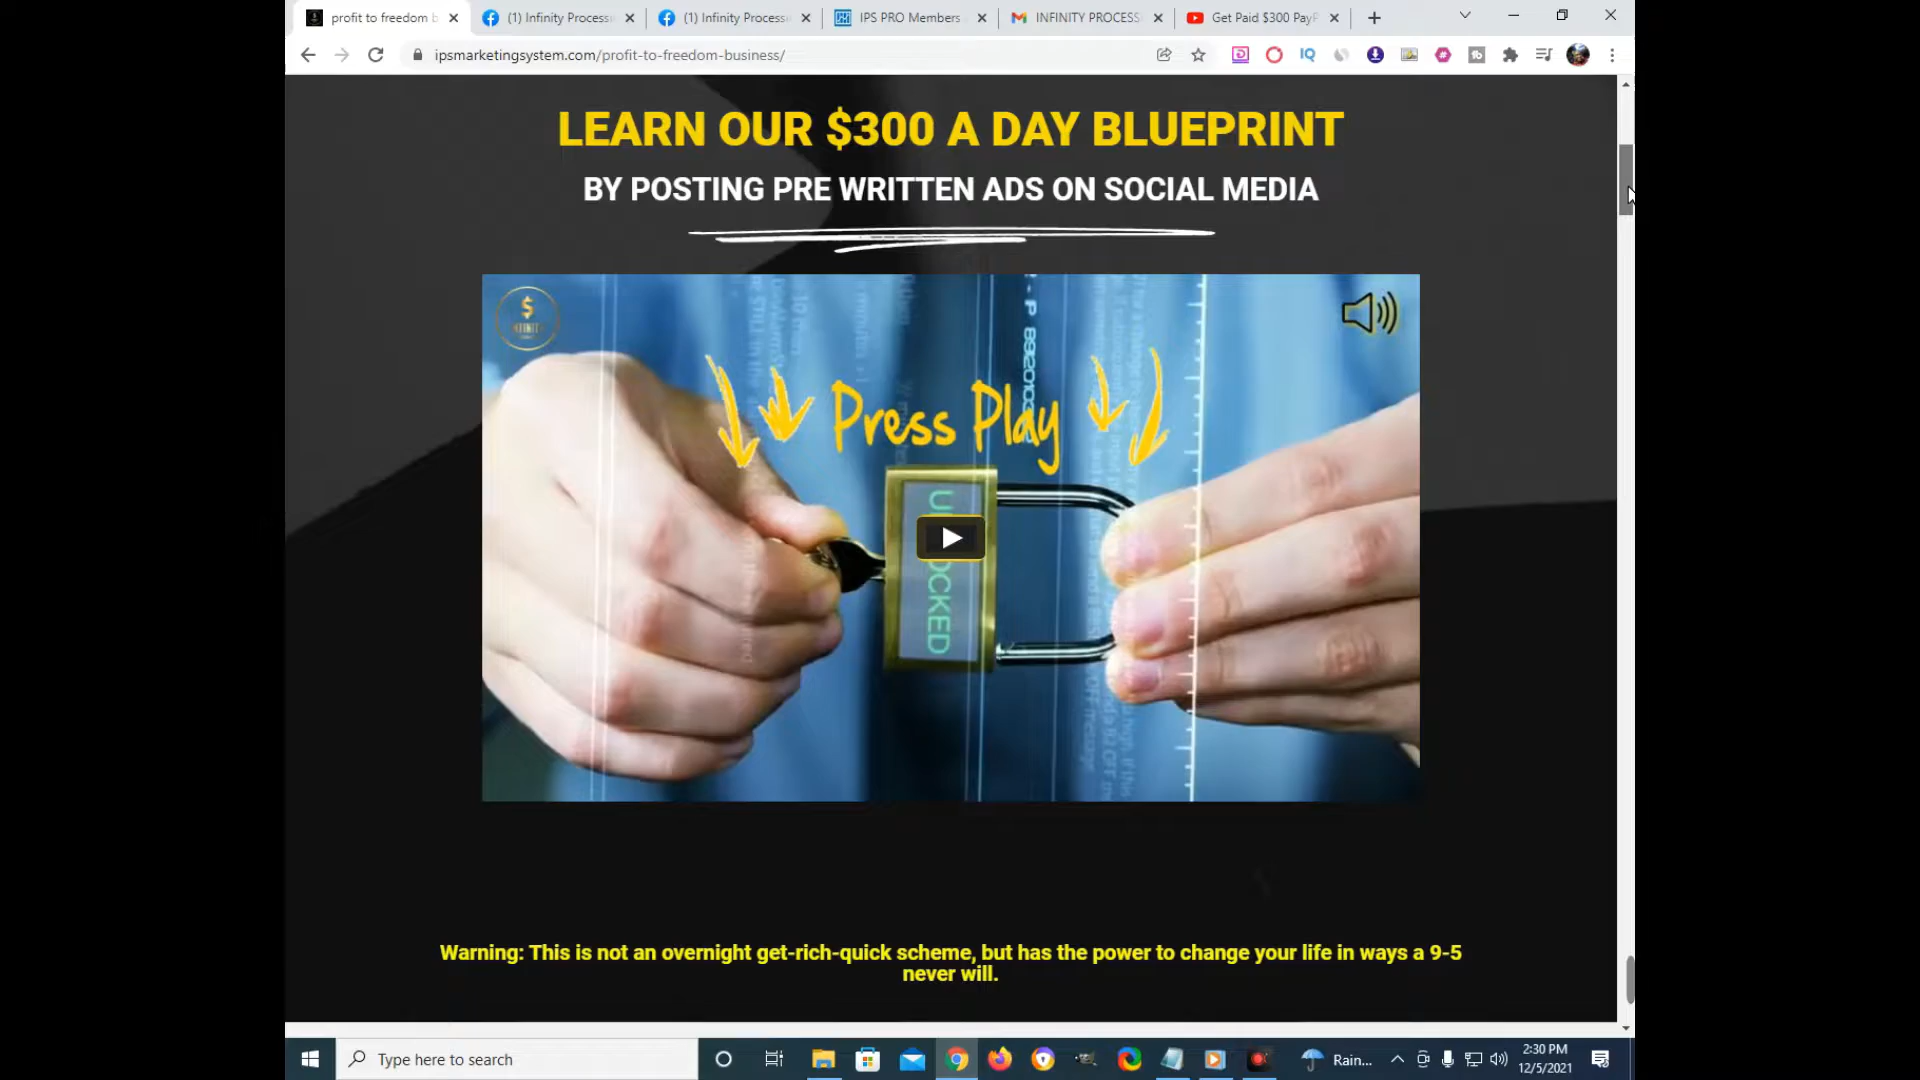 profit to freedom b
(1) Infinity Process
(1) Infinity Process
IPS PRO Members
INFINITY PROCESS
Get Paid $300 PayP
ipsmarketingsystem.com/profit-to-freedom-business/
IQ
LEARN OUR $300 A DAY BLUEPRINT
BY POSTING PRE WRITTEN ADS ON SOCIAL MEDIA
$
Press Play
Warning: This is not an overnight get-rich-quick scheme, but has the power to change your life in ways a 9-5
never will.
Type here to search
Rain...
2:30 PM
12/5/2021